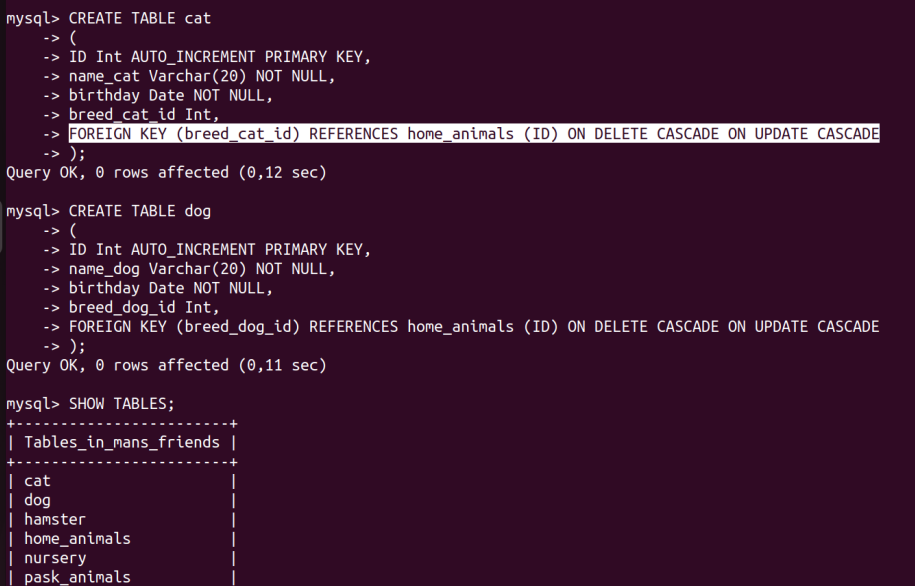 mysql> CREATE TABLE cat
    -> (
    -> ID Int AUTO_INCREMENT PRIMARY KEY,
    -> name_cat Varchar(20) NOT NULL,
    -> birthday Date NOT NULL,
    -> breed_cat_id Int,
    -> FOREIGN KEY (breed_cat_id) REFERENCES home_animals (ID) ON DELETE CASCADE ON UPDATE CASCADE
    -> );
Query OK, 0 rows affected (0,12 sec)

mysql> CREATE TABLE dog
    -> (
    -> ID Int AUTO_INCREMENT PRIMARY KEY,
    -> name_dog Varchar(20) NOT NULL,
    -> birthday Date NOT NULL,
    -> breed_dog_id Int,
    -> FOREIGN KEY (breed_dog_id) REFERENCES home_animals (ID) ON DELETE CASCADE ON UPDATE CASCADE
    -> );
Query OK, 0 rows affected (0,11 sec)

mysql> SHOW TABLES;
+------------------------+
| Tables_in_mans_friends |
+------------------------+
| cat                    |
| dog                    |
| hamster                |
| home_animals           |
| nursery                |
| pask_animals           |